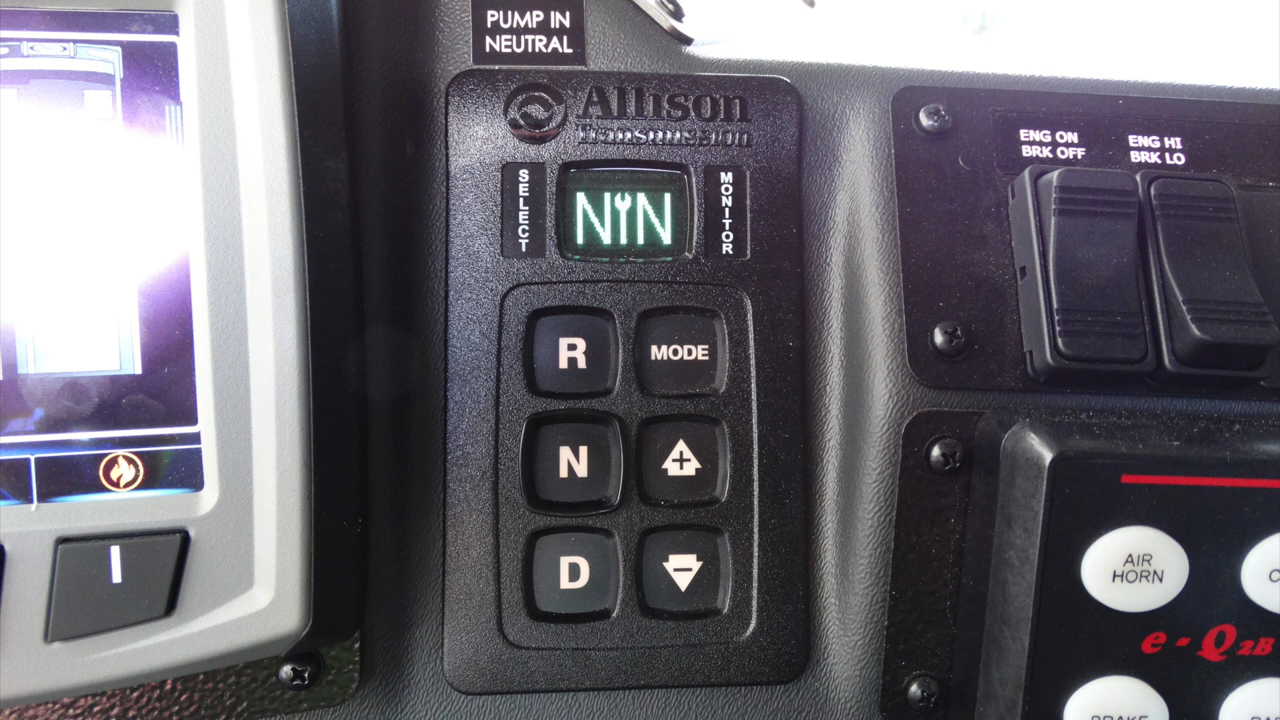 PUMP IN
NEUTRAL
Allison
Transmission
SELECT
N N
MONITOR
R
MODE
N
+
D
-
ENG ON
BRK OFF
ENG HI
BRK LO
AIR
HORN
e-Q2B
BRAKE